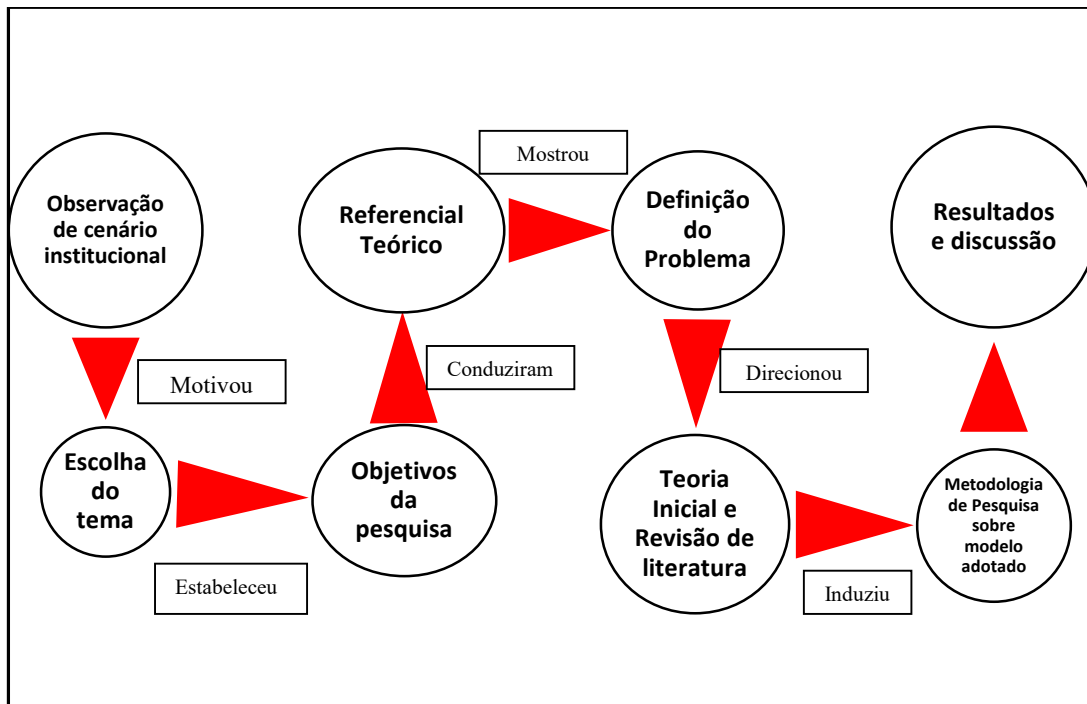 Observação
de cenário
institucional
Motivou
Escolha
do
tema
Estabeleceu
Objetivos
da
pesquisa
Conduziram
Referencial
Teórico
Mostrou
Definição
do
Problema
Direcionou
Teoria
Inicial e
Revisão de
literatura
Induziu
Metodologia
de Pesquisa
sobre
modelo
adotado
Resultados
e discussão